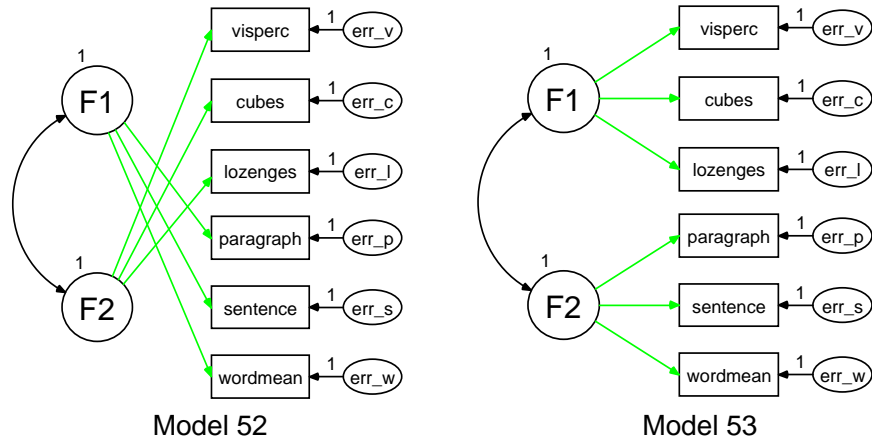 visperc
1
err_v
1
F1
cubes
1
err_c
lozenges
1
err_l
paragraph
1
err_p
1
F2
sentence
1
err_s
wordmean
1
err_w
Model 52
visperc
1
err_v
1
F1
cubes
1
err_c
lozenges
1
err_l
paragraph
1
err_p
1
F2
sentence
1
err_s
wordmean
1
err_w
Model 53